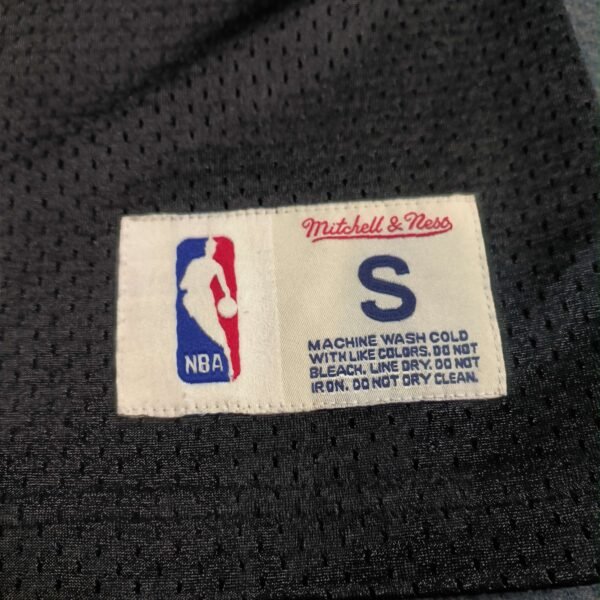 NBA
Mitchell & Ness
S
MACHINE WASH COLD
WITH LIKE COLORS. DO NOT
BLEACH. LINE DRY. DO NOT
IRON. DO NOT DRY CLEAN.